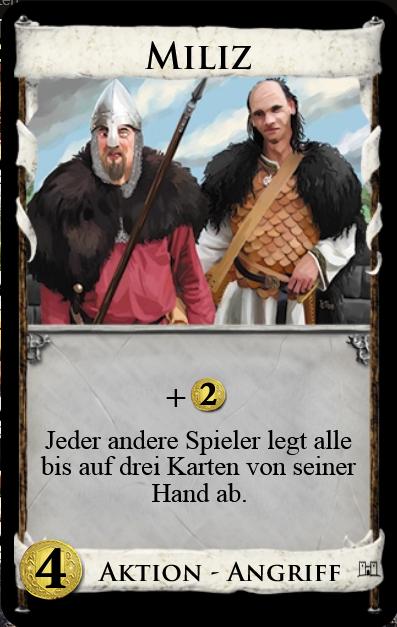 MILIZ
+ 2
Jeder andere Spieler legt alle
bis auf drei Karten von seiner
Hand ab.
4 AKTION - ANGRIFF